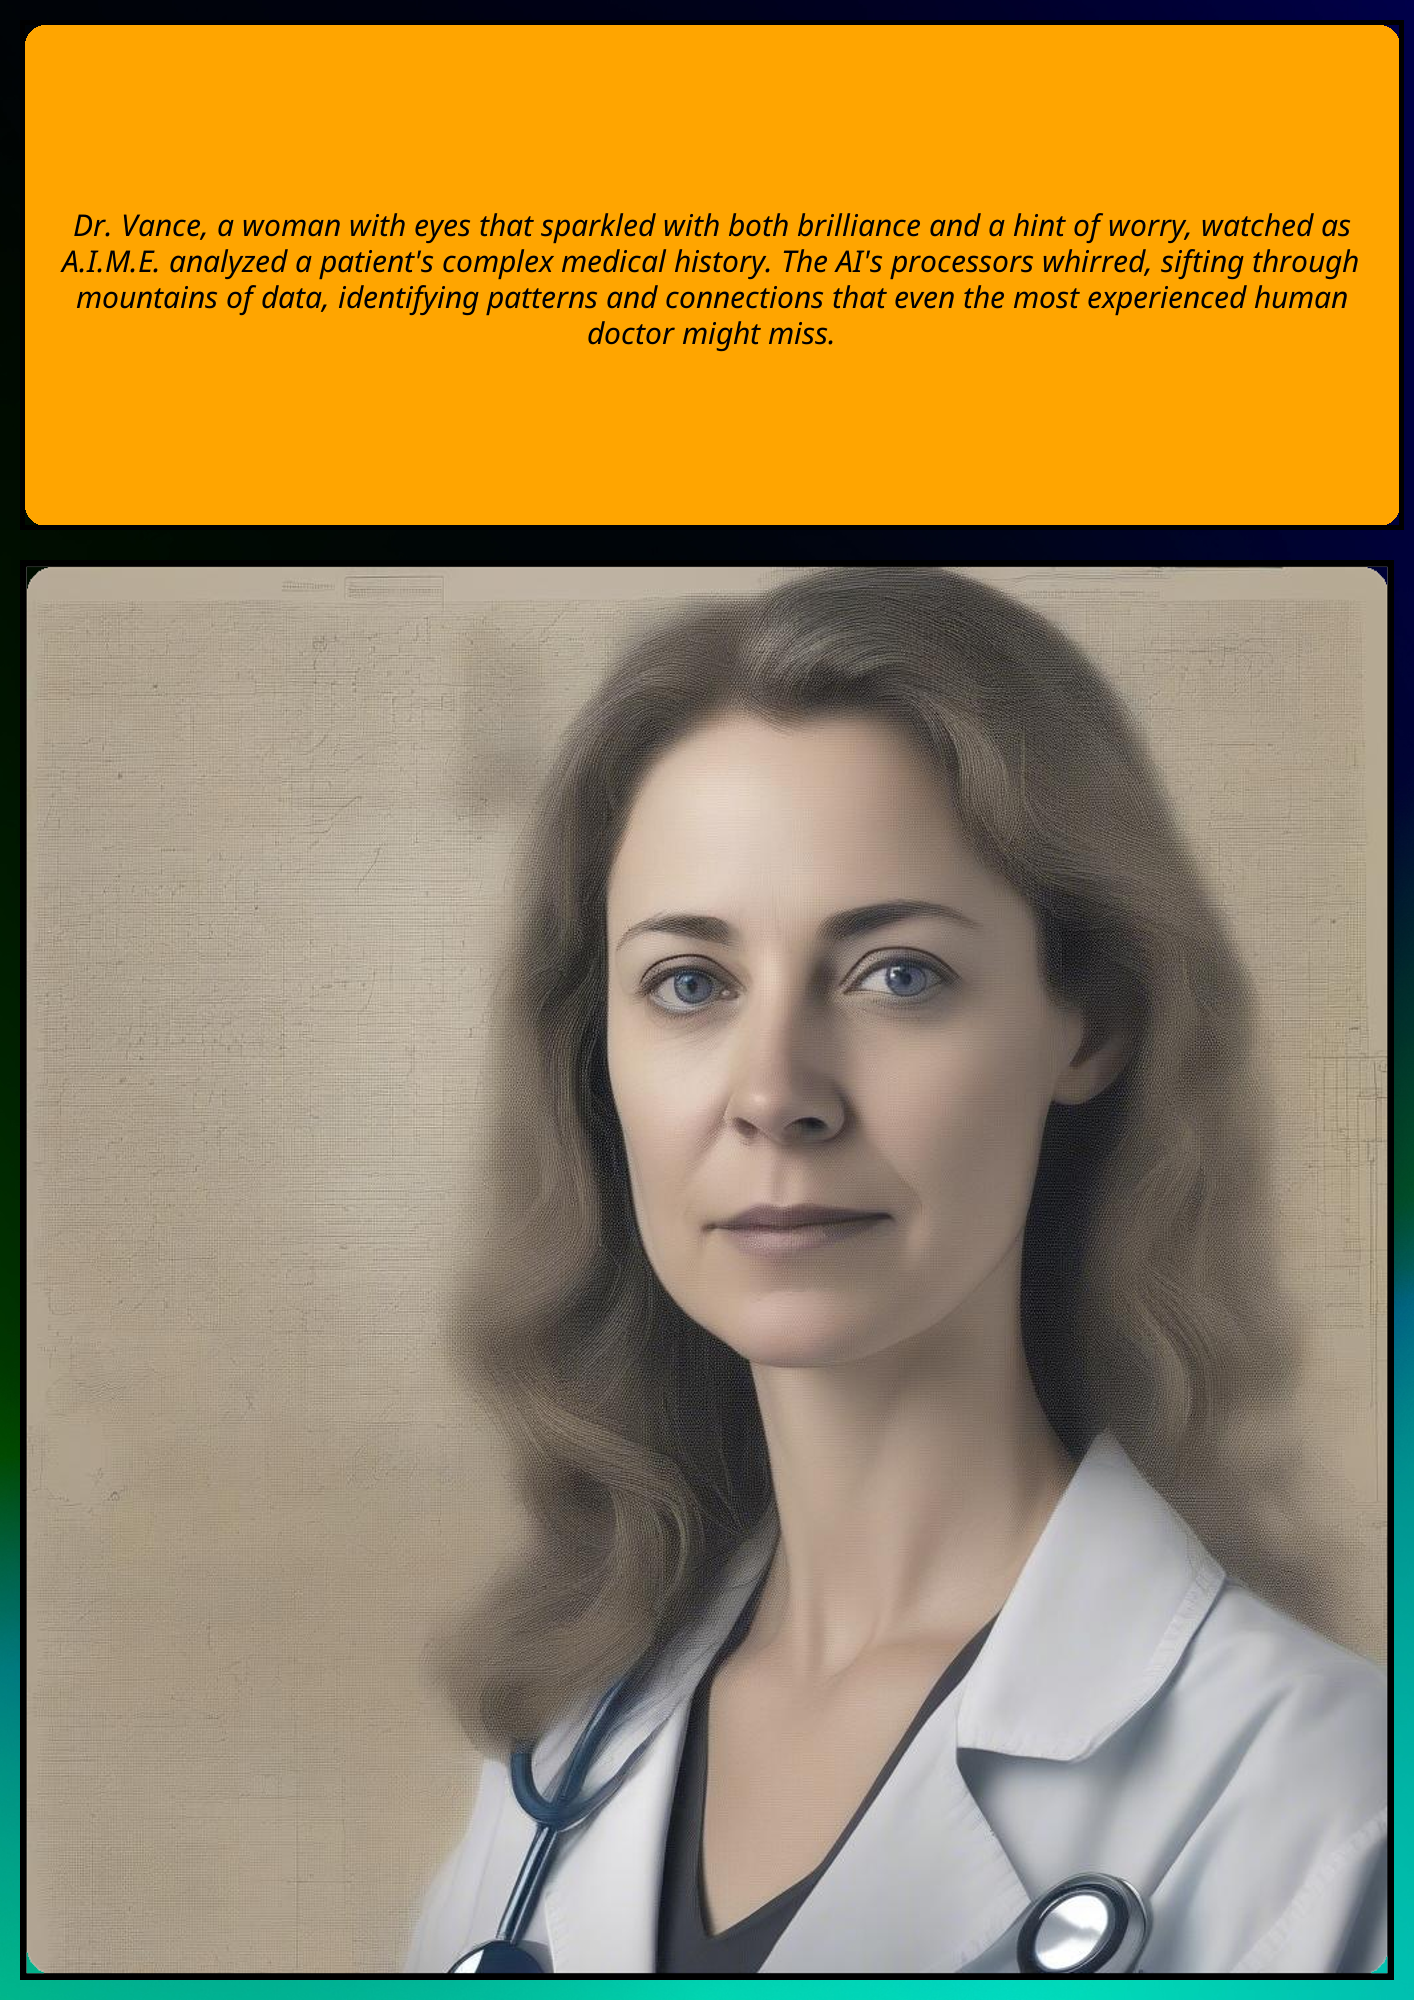 Dr. Vance, a woman with eyes that sparkled with both brilliance and a hint of worry, watched as
A.I.M.E. analyzed a patient's complex medical history. The AI's processors whirred, sifting through
mountains of data, identifying patterns and connections that even the most experienced human
doctor might miss.